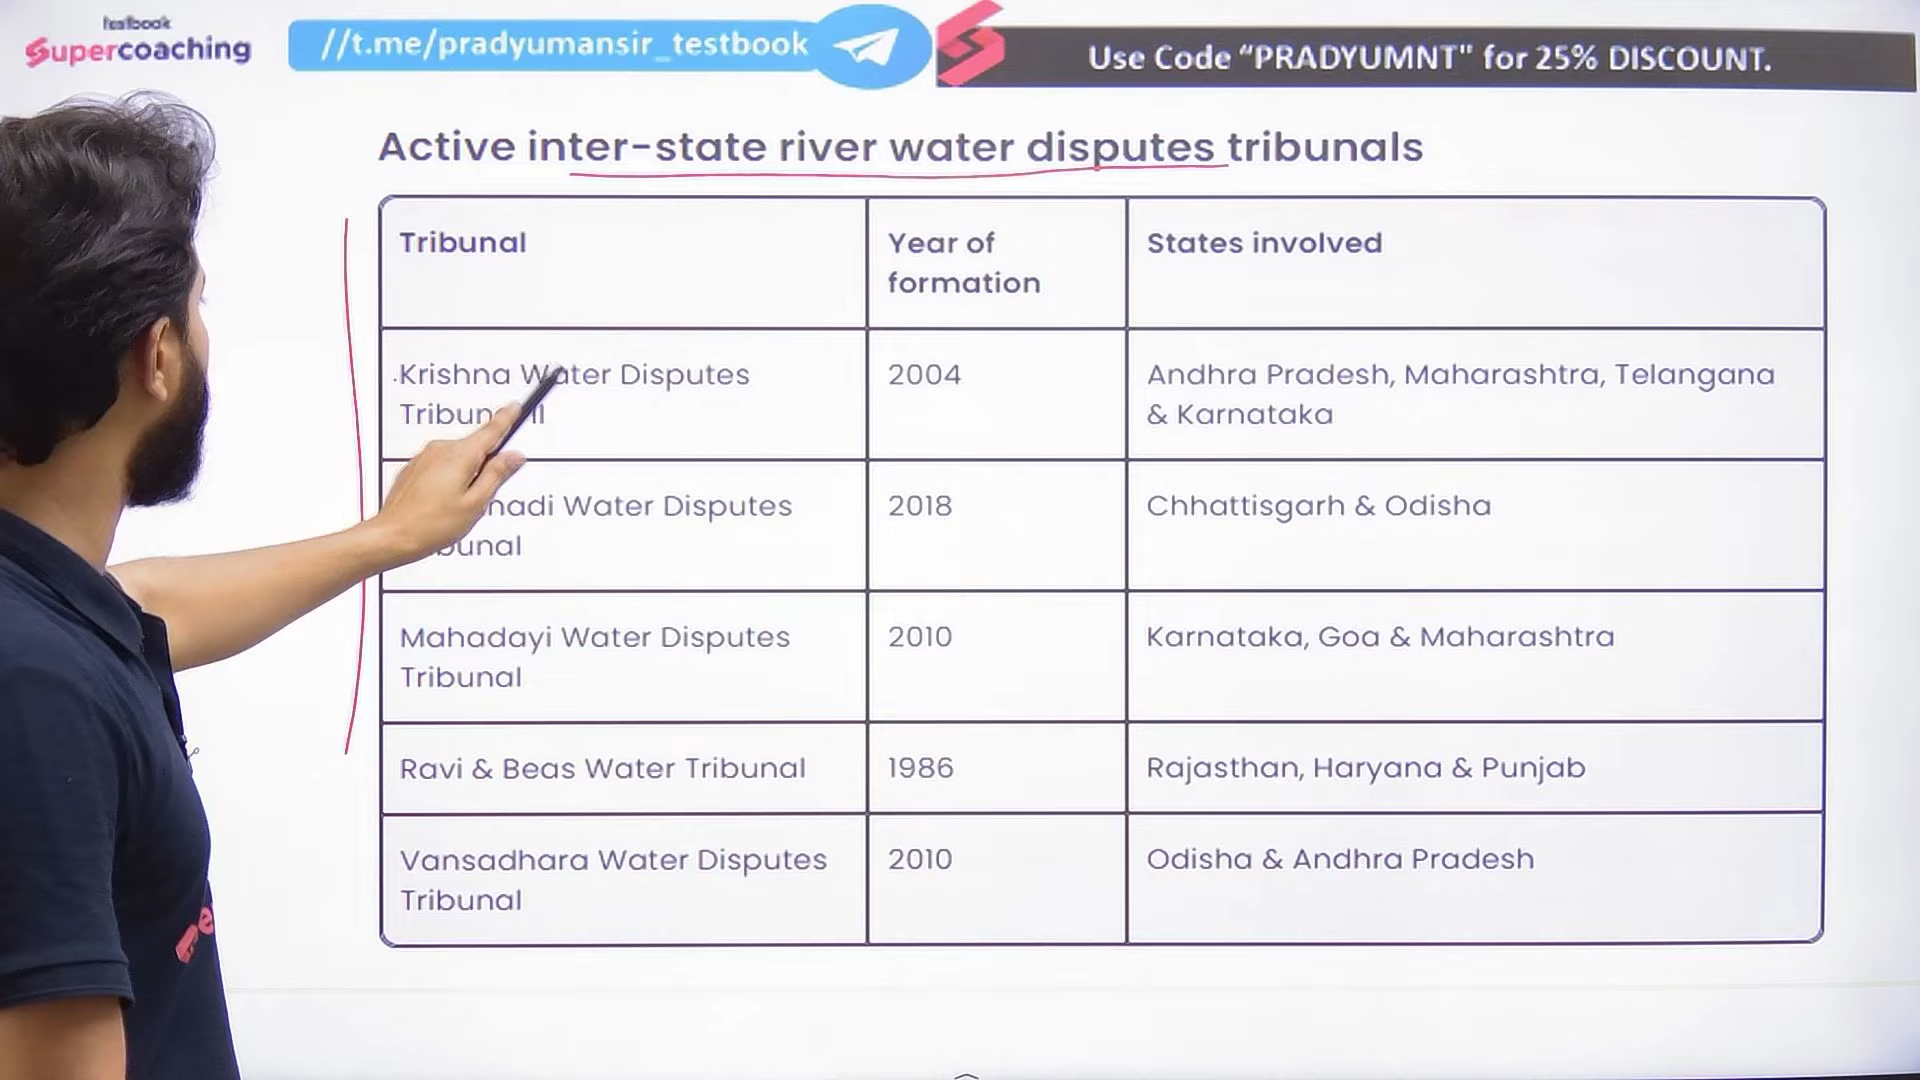 testbook
Supercoaching
//t.me/pradyumansir_testbook
Use Code “PRADYUMNT" for 25% DISCOUNT.
Active inter-state river water disputes tribunals
Tribunal
Year of
formation
States involved
Krishna Water Disputes
2004
Andhra Pradesh, Maharashtra, Telangana
& Karnataka
Water Disputes
2018
Chhattisgarh & Odisha
Mahadayi Water Disputes
Tribunal
2010
Karnataka, Goa & Maharashtra
Ravi & Beas Water Tribunal
1986
Rajasthan, Haryana & Punjab
Vansadhara Water Disputes
Tribunal
2010
Odisha & Andhra Pradesh